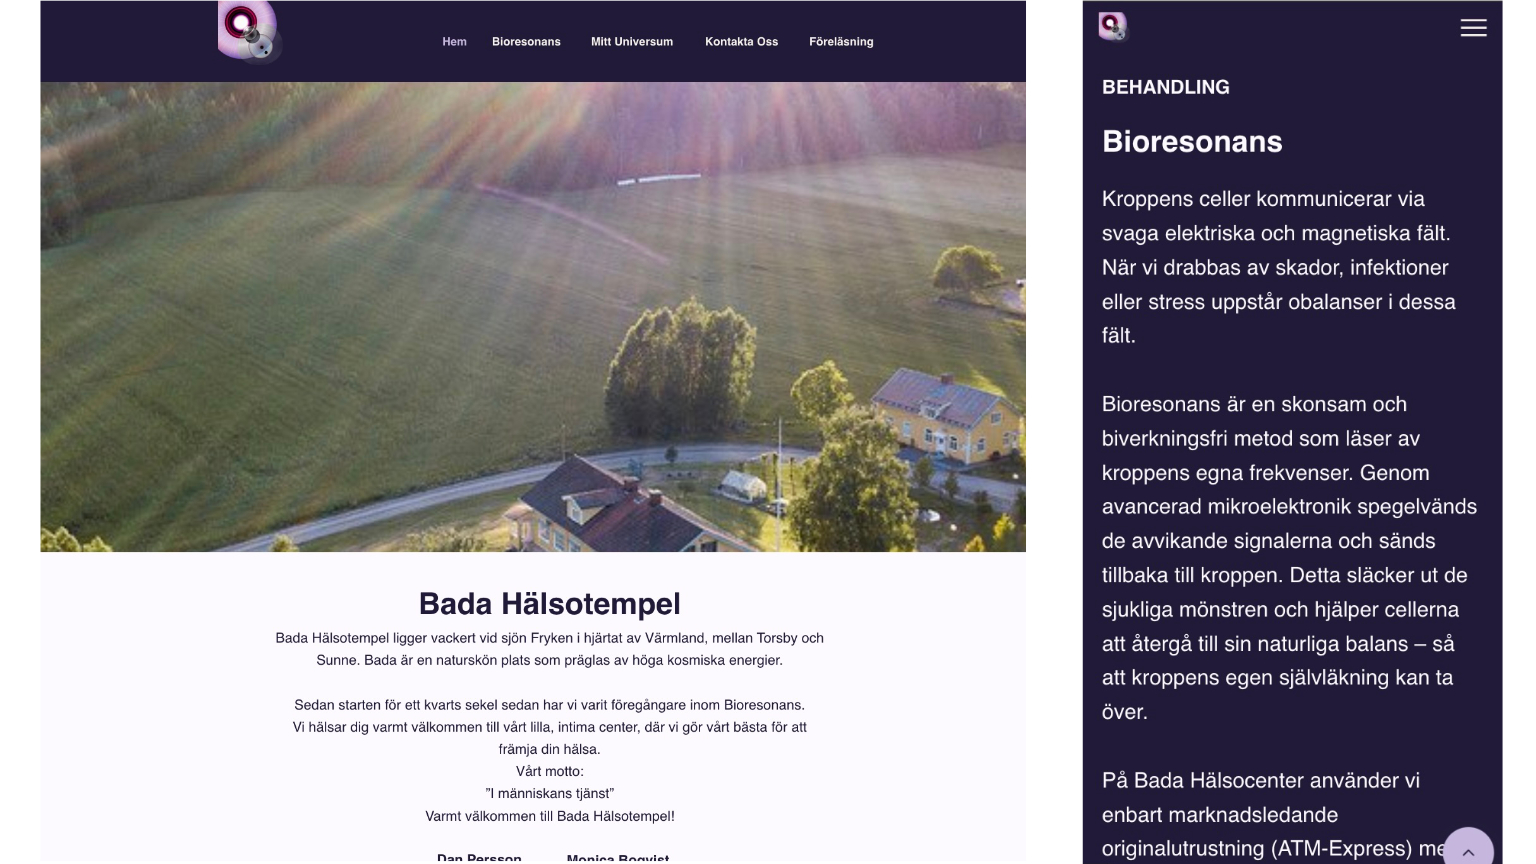 Hem Bioresonans Mitt Universum Kontakta Oss Föreläsning
Bada Hälsotempel
Bada Hälsotempel ligger vackert vid sjön Fryken i hjärtat av Värmland, mellan Torsby och
Sunne. Bada är en naturskön plats som präglas av höga kosmiska energier.
Sedan starten för ett kvarts sekel sedan har vi varit föregångare inom Bioresonans.
Vi hälsar dig varmt välkommen till vårt lilla, intima center, där vi gör vårt bästa för att
främja din hälsa.
Vårt motto:
”I människans tjänst”
Varmt välkommen till Bada Hälsotempel!
Dan Persson Monica Boqvist
BEHANDLING
Bioresonans
Kroppens celler kommunicerar via
svaga elektriska och magnetiska fält.
När vi drabbas av skador, infektioner
eller stress uppstår obalanser i dessa
fält.
Bioresonans är en skonsam och
biverkningsfri metod som läser av
kroppens egna frekvenser. Genom
avancerad mikroelektronik spegelvänds
de avvikande signalerna och sänds
tillbaka till kroppen. Detta släcker ut de
sjukliga mönstren och hjälper cellerna
att återgå till sin naturliga balans – så
att kroppens egen självläkning kan ta
över.
På Bada Hälsocenter använder vi
enbart marknadsledande
originalutrustning (ATM-Express)